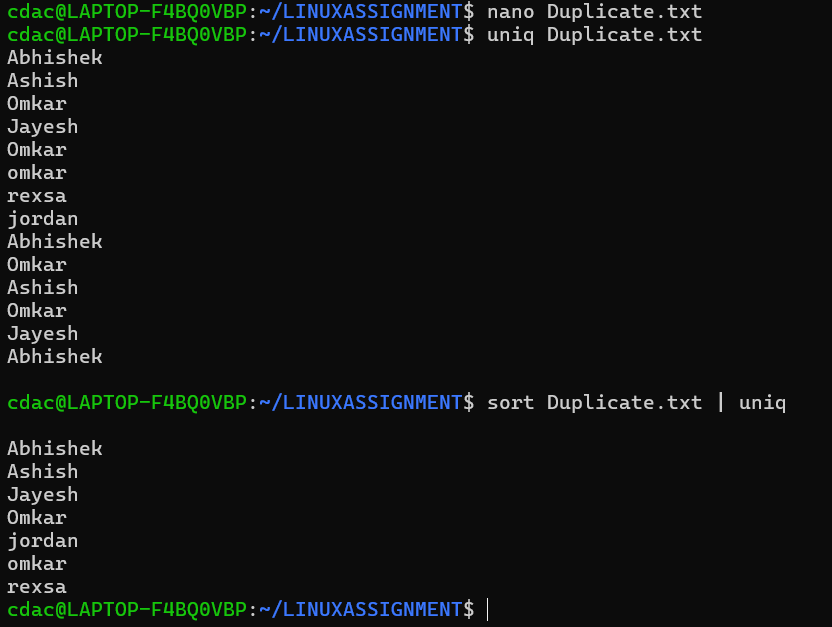 cdac@LAPTOP-F4BQ0VBP:~/LINUXASSIGNMENT$ nano Duplicate.txt
cdac@LAPTOP-F4BQ0VBP:~/LINUXASSIGNMENT$ uniq Duplicate.txt
Abhishek
Ashish
Omkar
Jayesh
Omkar
omkar
rexsa
jordan
Abhishek
Omkar
Ashish
Omkar
Jayesh
Abhishek

cdac@LAPTOP-F4BQ0VBP:~/LINUXASSIGNMENT$ sort Duplicate.txt | uniq

Abhishek
Ashish
Jayesh
Omkar
jordan
omkar
rexsa
cdac@LAPTOP-F4BQ0VBP:~/LINUXASSIGNMENT$